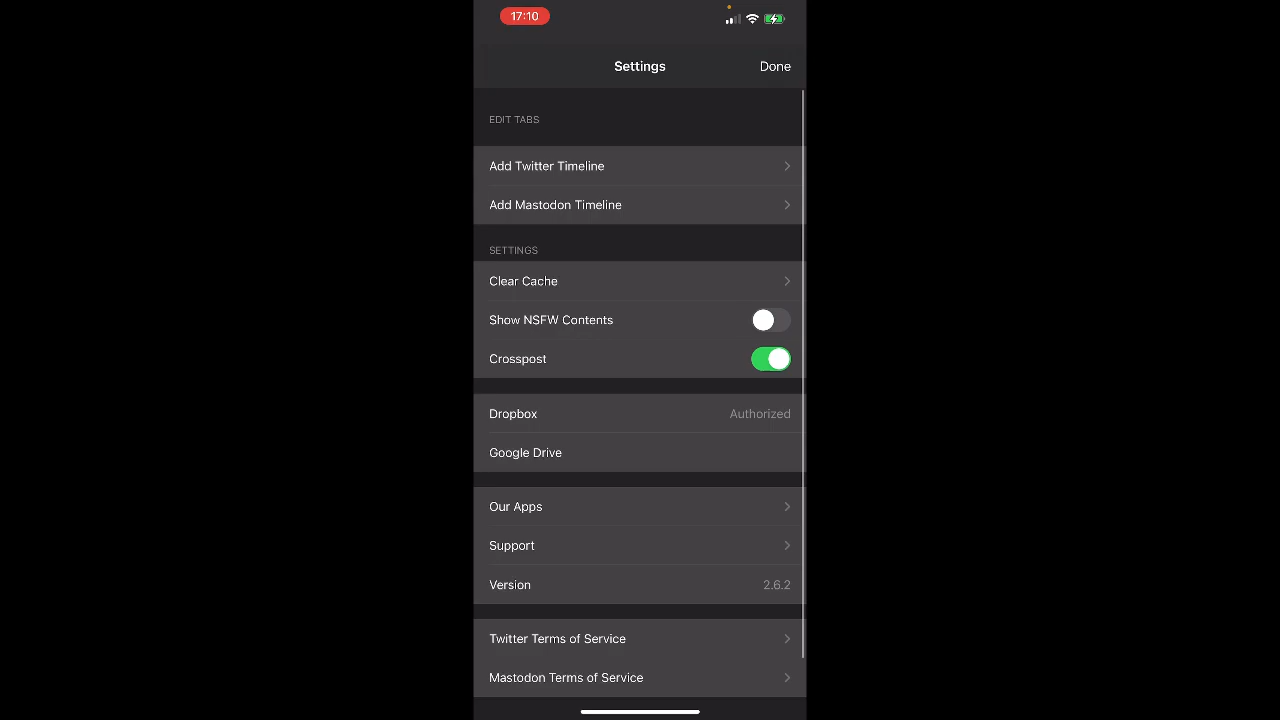 17:10
Settings
Done
EDIT TABS
Add Twitter Timeline
Add Mastodon Timeline
SETTINGS
Clear Cache
Show NSFW Contents
Crosspost
Dropbox Authorized
Google Drive
Our Apps
Support
Version 2.6.2
Twitter Terms of Service
Mastodon Terms of Service